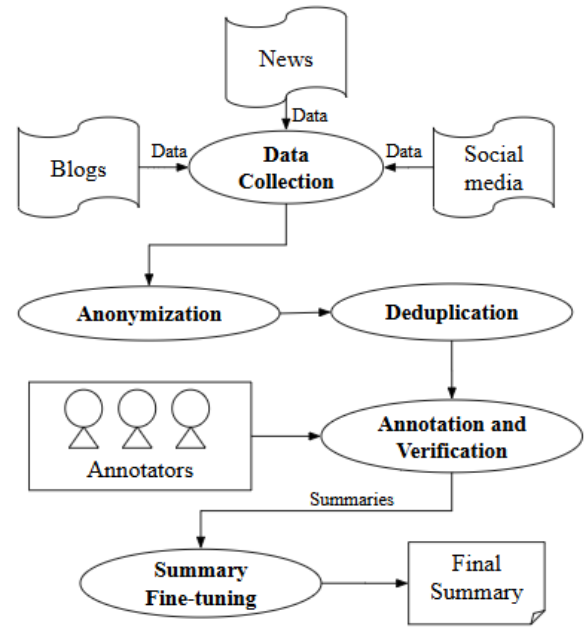 News
Data
Blogs
Data
Data
Collection
Data
Social
media
Anonymization
Deduplication
Annotators
Annotation and
Verification
Summaries
Summary
Fine-tuning
Final
Summary